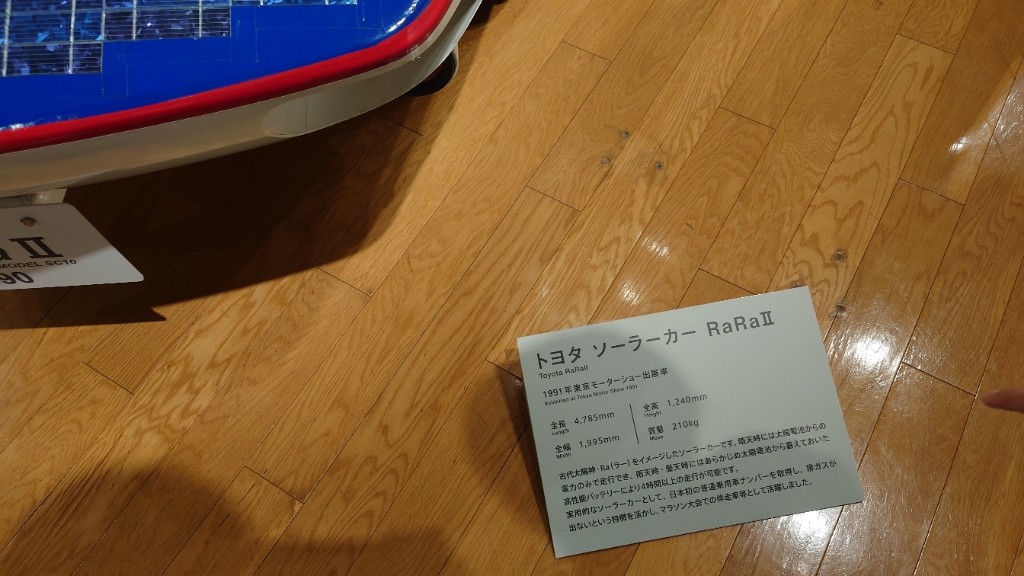 a II
MODEL SC10
90
トヨタ ソーラーカー RaRaⅡ
Toyota RaRaII
1991年東京モーターショー出展車
Exhibited at Tokyo Motor Show 1991
全長 Length 4,785mm
全幅 Width 1,995mm
全高 Height 1,240mm
質量 Mass 210kg
古代太陽神・Ra(ラー)をイメージしたソーラーカーです。晴天時には太陽電池からの
電力のみで走行でき、雨天時・曇天時にはあらかじめ太陽電池から蓄えておいた
高性能バッテリーにより4時間以上の走行が可能です。
実用的なソーラーカーとして、日本初の普通乗用車ナンバーを取得し、排ガスが
出ないという特徴を活かし、マラソン大会での伴走車等として活躍しました。